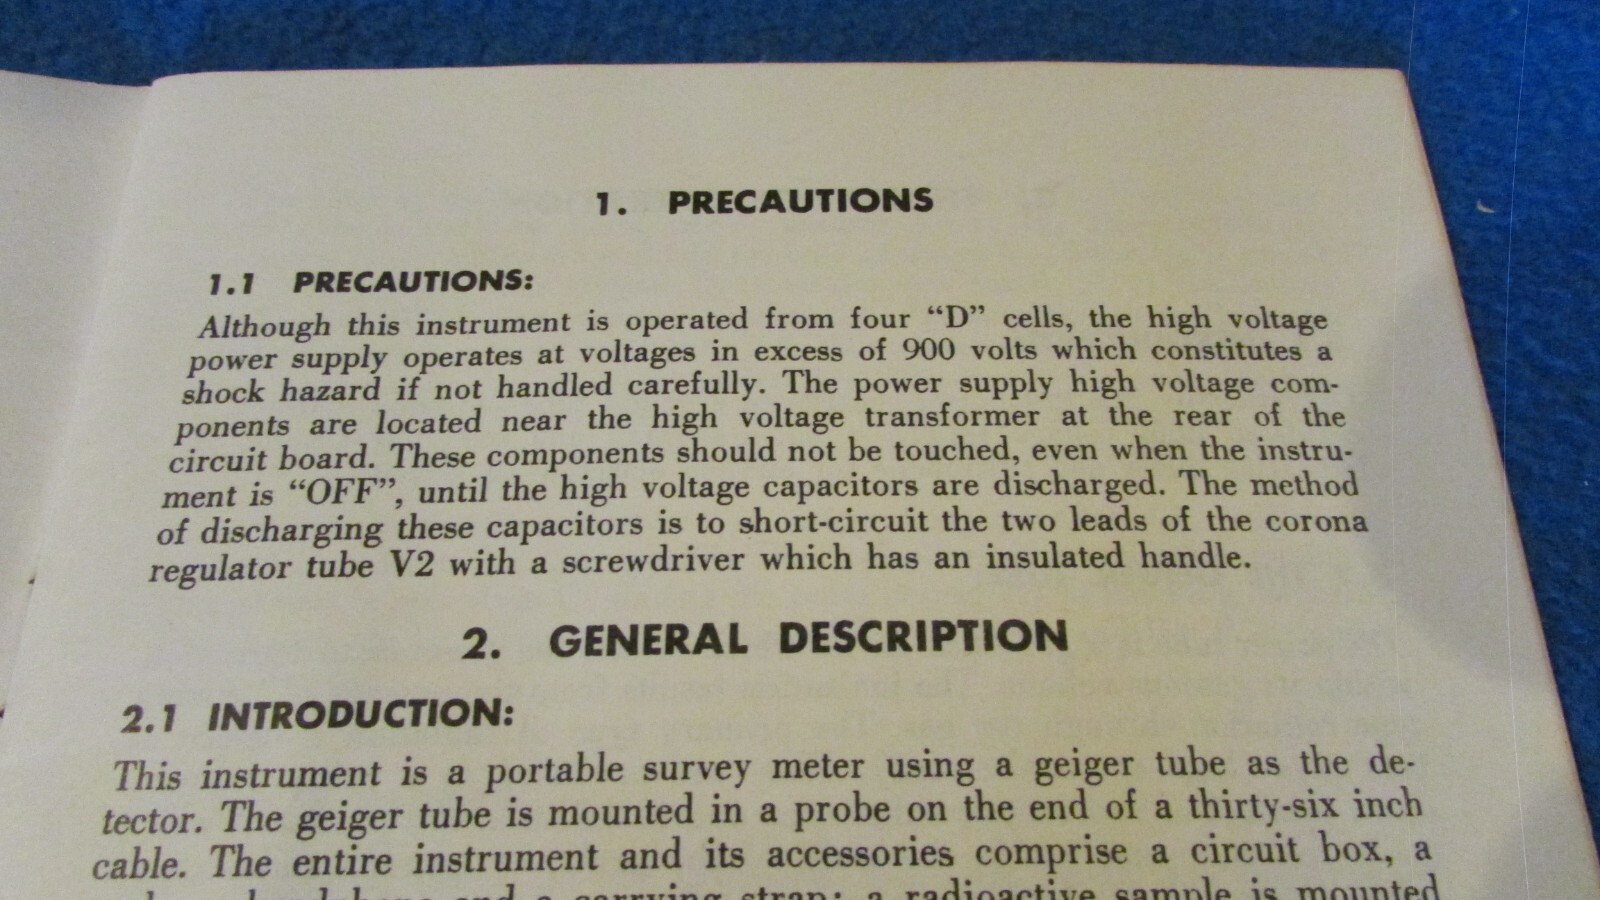 1. PRECAUTIONS
1.1 PRECAUTIONS:
Although this instrument is operated from four “D” cells, the high voltage
power supply operates at voltages in excess of 900 volts which constitutes a
shock hazard if not handled carefully. The power supply high voltage com-
ponents are located near the high voltage transformer at the rear of the
circuit board. These components should not be touched, even when the instru-
ment is “OFF”, until the high voltage capacitors are discharged. The method
of discharging these capacitors is to short-circuit the two leads of the corona
regulator tube V2 with a screwdriver which has an insulated handle.
2. GENERAL DESCRIPTION
2.1 INTRODUCTION:
This instrument is a portable survey meter using a geiger tube as the de-
tector. The geiger tube is mounted in a probe on the end of a thirty-six inch
cable. The entire instrument and its accessories comprise a circuit box, a
and a carrying strap; a radioactive sample is mounted